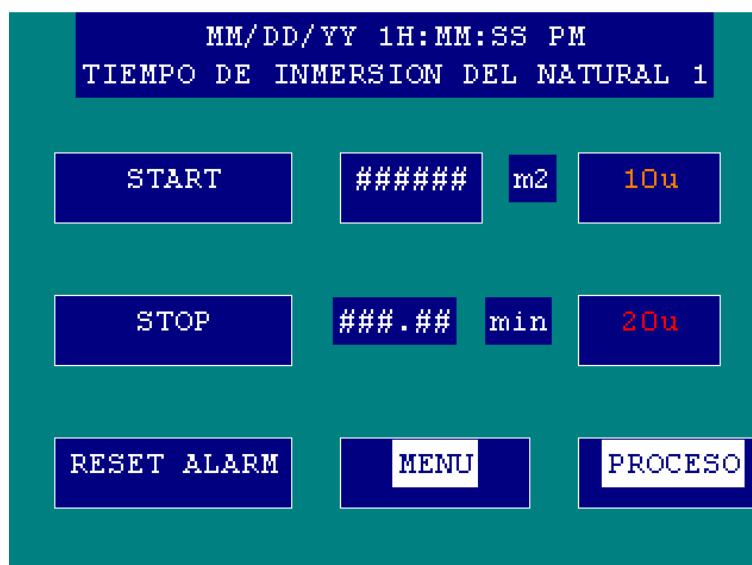 MM/DD/YY 1H:MM:SS PM
TIEMPO DE INMERSION DEL NATURAL 1
START ###### m2 10u
STOP ###.## min 20u
RESET ALARM MENU PROCESO